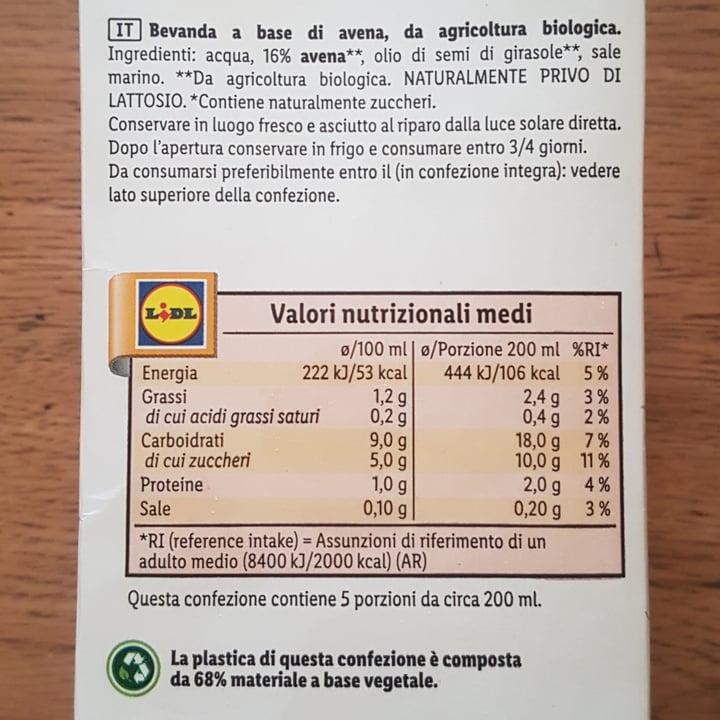 IT Bevanda a base di avena, da agricoltura biologica.
Ingredienti: acqua, 16% avena**, olio di semi di girasole**, sale
marino. **Da agricoltura biologica. NATURALMENTE PRIVO DI
LATTOSIO. *Contiene naturalmente zuccheri.
Conservare in luogo fresco e asciutto al riparo dalla luce solare diretta.
Dopo l'apertura conservare in frigo e consumare entro 3/4 giorni.
Da consumarsi preferibilmente entro il (in confezione integra): vedere
lato superiore della confezione.
LIDL
Valori nutrizionali medi
ø/100 ml ø/Porzione 200 ml %RI*
Energia 222 kJ/53 kcal 444 kJ/106 kcal 5 %
Grassi 1,2 g 2,4 g 3 %
di cui acidi grassi saturi 0,2 g 0,4 g 2 %
Carboidrati 9,0 g 18,0 g 7 %
di cui zuccheri 5,0 g 10,0 g 11 %
Proteine 1,0 g 2,0 g 4 %
Sale 0,10 g 0,20 g 3 %
*RI (reference intake) = Assunzioni di riferimento di un
adulto medio (8400 kJ/2000 kcal) (AR)
Questa confezione contiene 5 porzioni da circa 200 ml.
La plastica di questa confezione è composta
da 68% materiale a base vegetale.